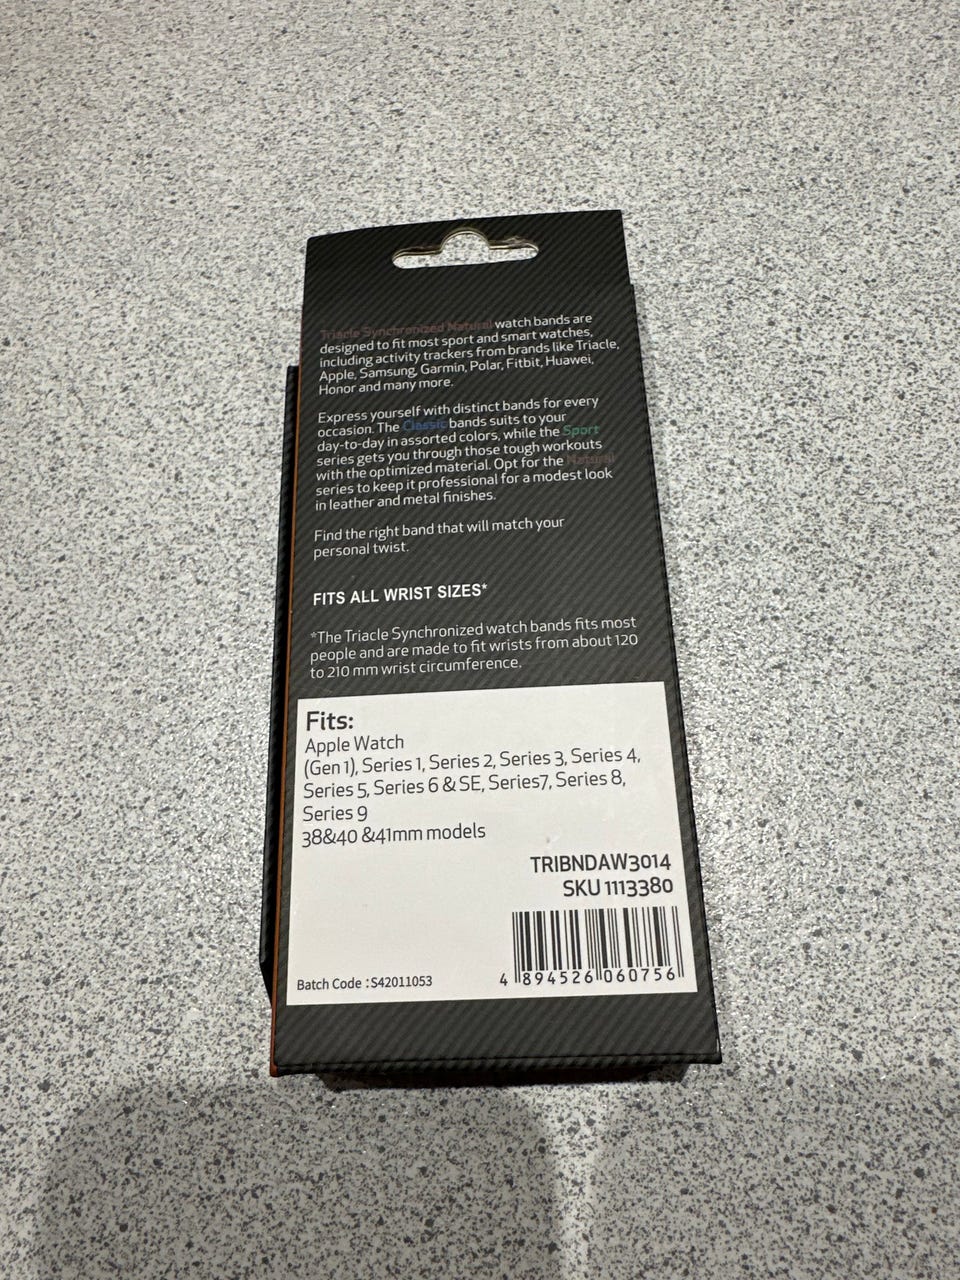 Triacle Synchronized Natural watch bands are
designed to fit most sport and smart watches,
including activity trackers from brands like Triacle,
Apple, Samsung, Garmin, Polar, Fitbit, Huawei,
Honor and many more.
Express yourself with distinct bands for every
occasion. The Classic bands suits to your
day-to-day in assorted colors, while the Sport
series gets you through those tough workouts
with the optimized material. Opt for the Natural
series to keep it professional for a modest look
in leather and metal finishes.
Find the right band that will match your
personal twist.
FITS ALL WRIST SIZES*
*The Triacle Synchronized watch bands fits most
people and are made to fit wrists from about 120
to 210 mm wrist circumference.
Fits:
Apple Watch
(Gen 1), Series 1, Series 2, Series 3, Series 4,
Series 5, Series 6 & SE, Series7, Series 8,
Series 9
38&40 &41mm models
TRIBNDAW3014
SKU 1113380
Batch Code : S42011053
4 894526 060756